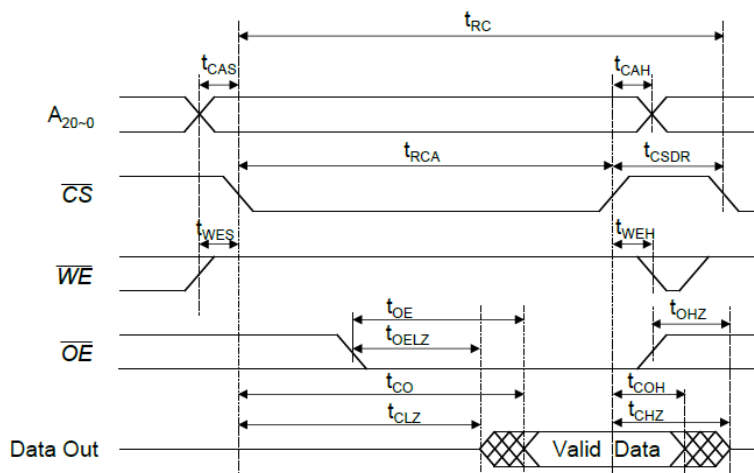 tRC
tCAS
tCAH
A20~0
tRCA
tCSDR
CS
tWES
tWEH
WE
tOE
tOHZ
tOELZ
OE
tCO
tCOH
tCLZ
tCHZ
Data Out
Valid Data